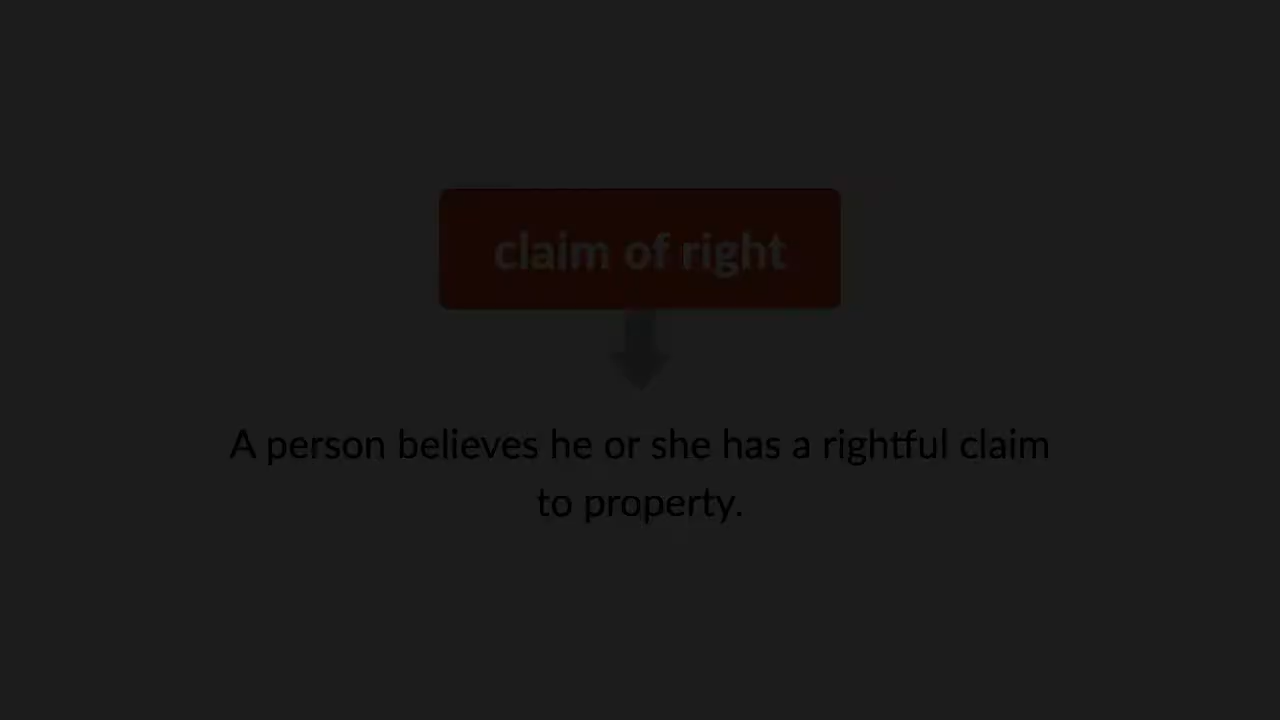 claim of right
A person believes he or she has a rightful claim
to property.